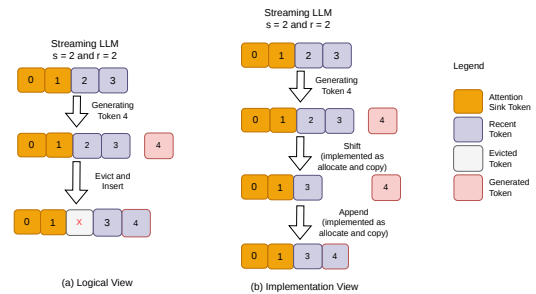 Streaming LLM
s = 2 and r = 2
0 1 2 3
Generating
Token 4
0 1 2 3 4
Evict and
Insert
0 1 X 3 4
(a) Logical View
Streaming LLM
s = 2 and r = 2
0 1 2 3
Generating
Token 4
0 1 2 3 4
Shift
(implemented as
allocate and copy)
0 1 3 4
Append
(implemented as
allocate and copy)
0 1 3 4
(b) Implementation View
Legend
Attention
Sink Token
Recent
Token
Evicted
Token
Generated
Token